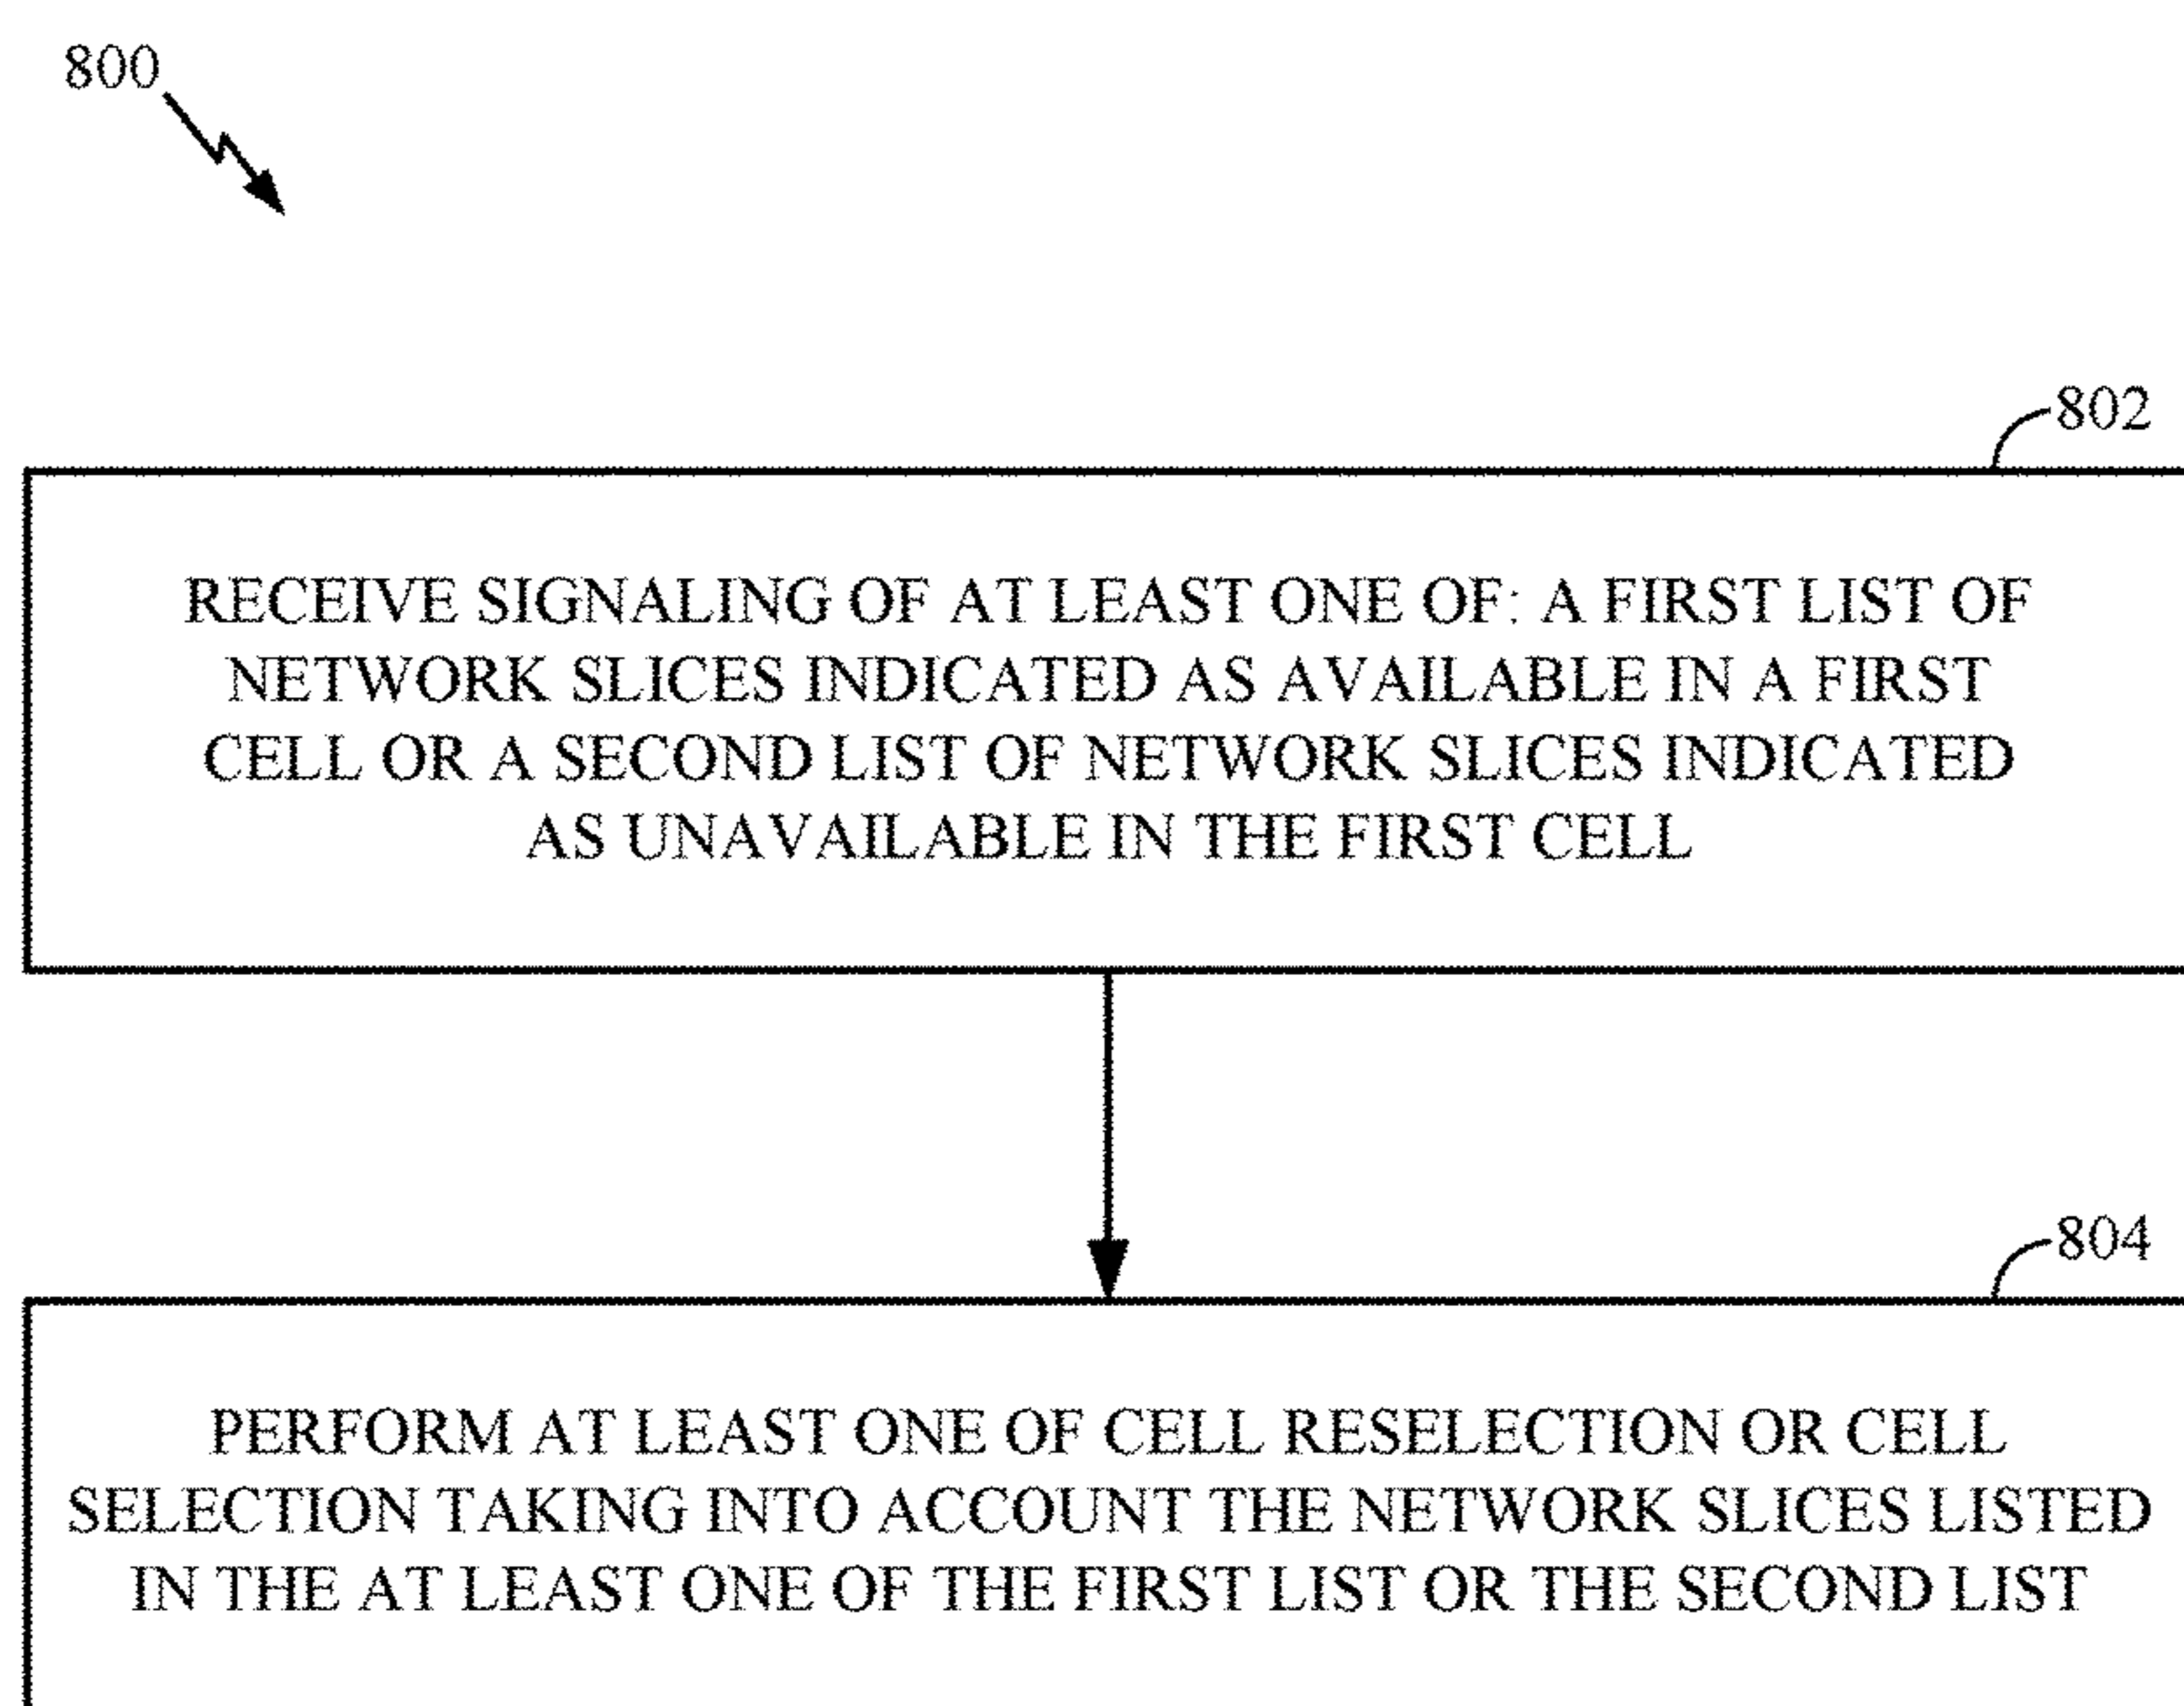 800
802
RECEIVE SIGNALING OF AT LEAST ONE OF: A FIRST LIST OF
NETWORK SLICES INDICATED AS AVAILABLE IN A FIRST
CELL OR A SECOND LIST OF NETWORK SLICES INDICATED
AS UNAVAILABLE IN THE FIRST CELL
804
PERFORM AT LEAST ONE OF CELL RESELECTION OR CELL
SELECTION TAKING INTO ACCOUNT THE NETWORK SLICES LISTED
IN THE AT LEAST ONE OF THE FIRST LIST OR THE SECOND LIST